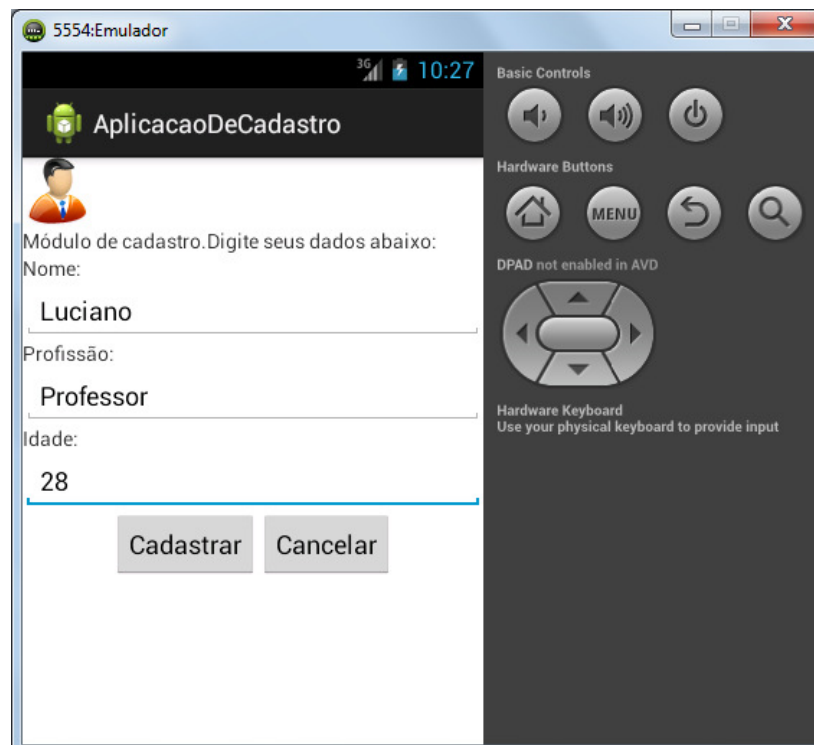 5554:Emulador
3G 10:27
AplicacaoDeCadastro
Módulo de cadastro.Digite seus dados abaixo:
Nome:
Luciano
Profissão:
Professor
Idade:
28
Cadastrar Cancelar
Basic Controls
Hardware Buttons
MENU
DPAD not enabled in AVD
Hardware Keyboard
Use your physical keyboard to provide input